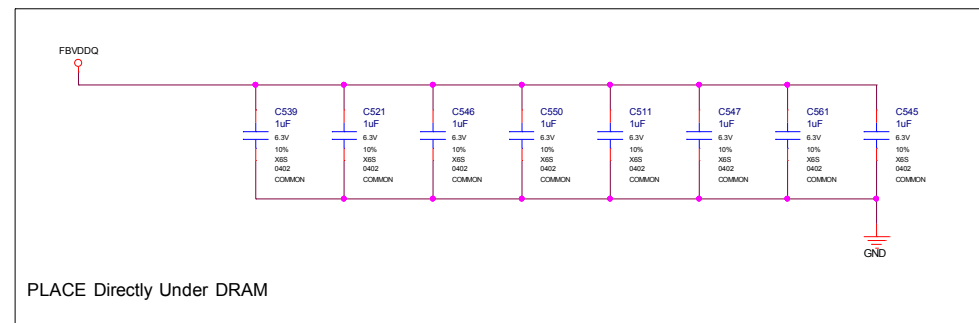 FBVDDQ
C539
1uF
6.3V
10%
X6S
0402
COMMON
C521
1uF
6.3V
10%
X6S
0402
COMMON
C546
1uF
6.3V
10%
X6S
0402
COMMON
C550
1uF
6.3V
10%
X6S
0402
COMMON
C511
1uF
6.3V
10%
X6S
0402
COMMON
C547
1uF
6.3V
10%
X6S
0402
COMMON
C561
1uF
6.3V
10%
X6S
0402
COMMON
C545
1uF
6.3V
10%
X6S
0402
COMMON
GND
PLACE Directly Under DRAM